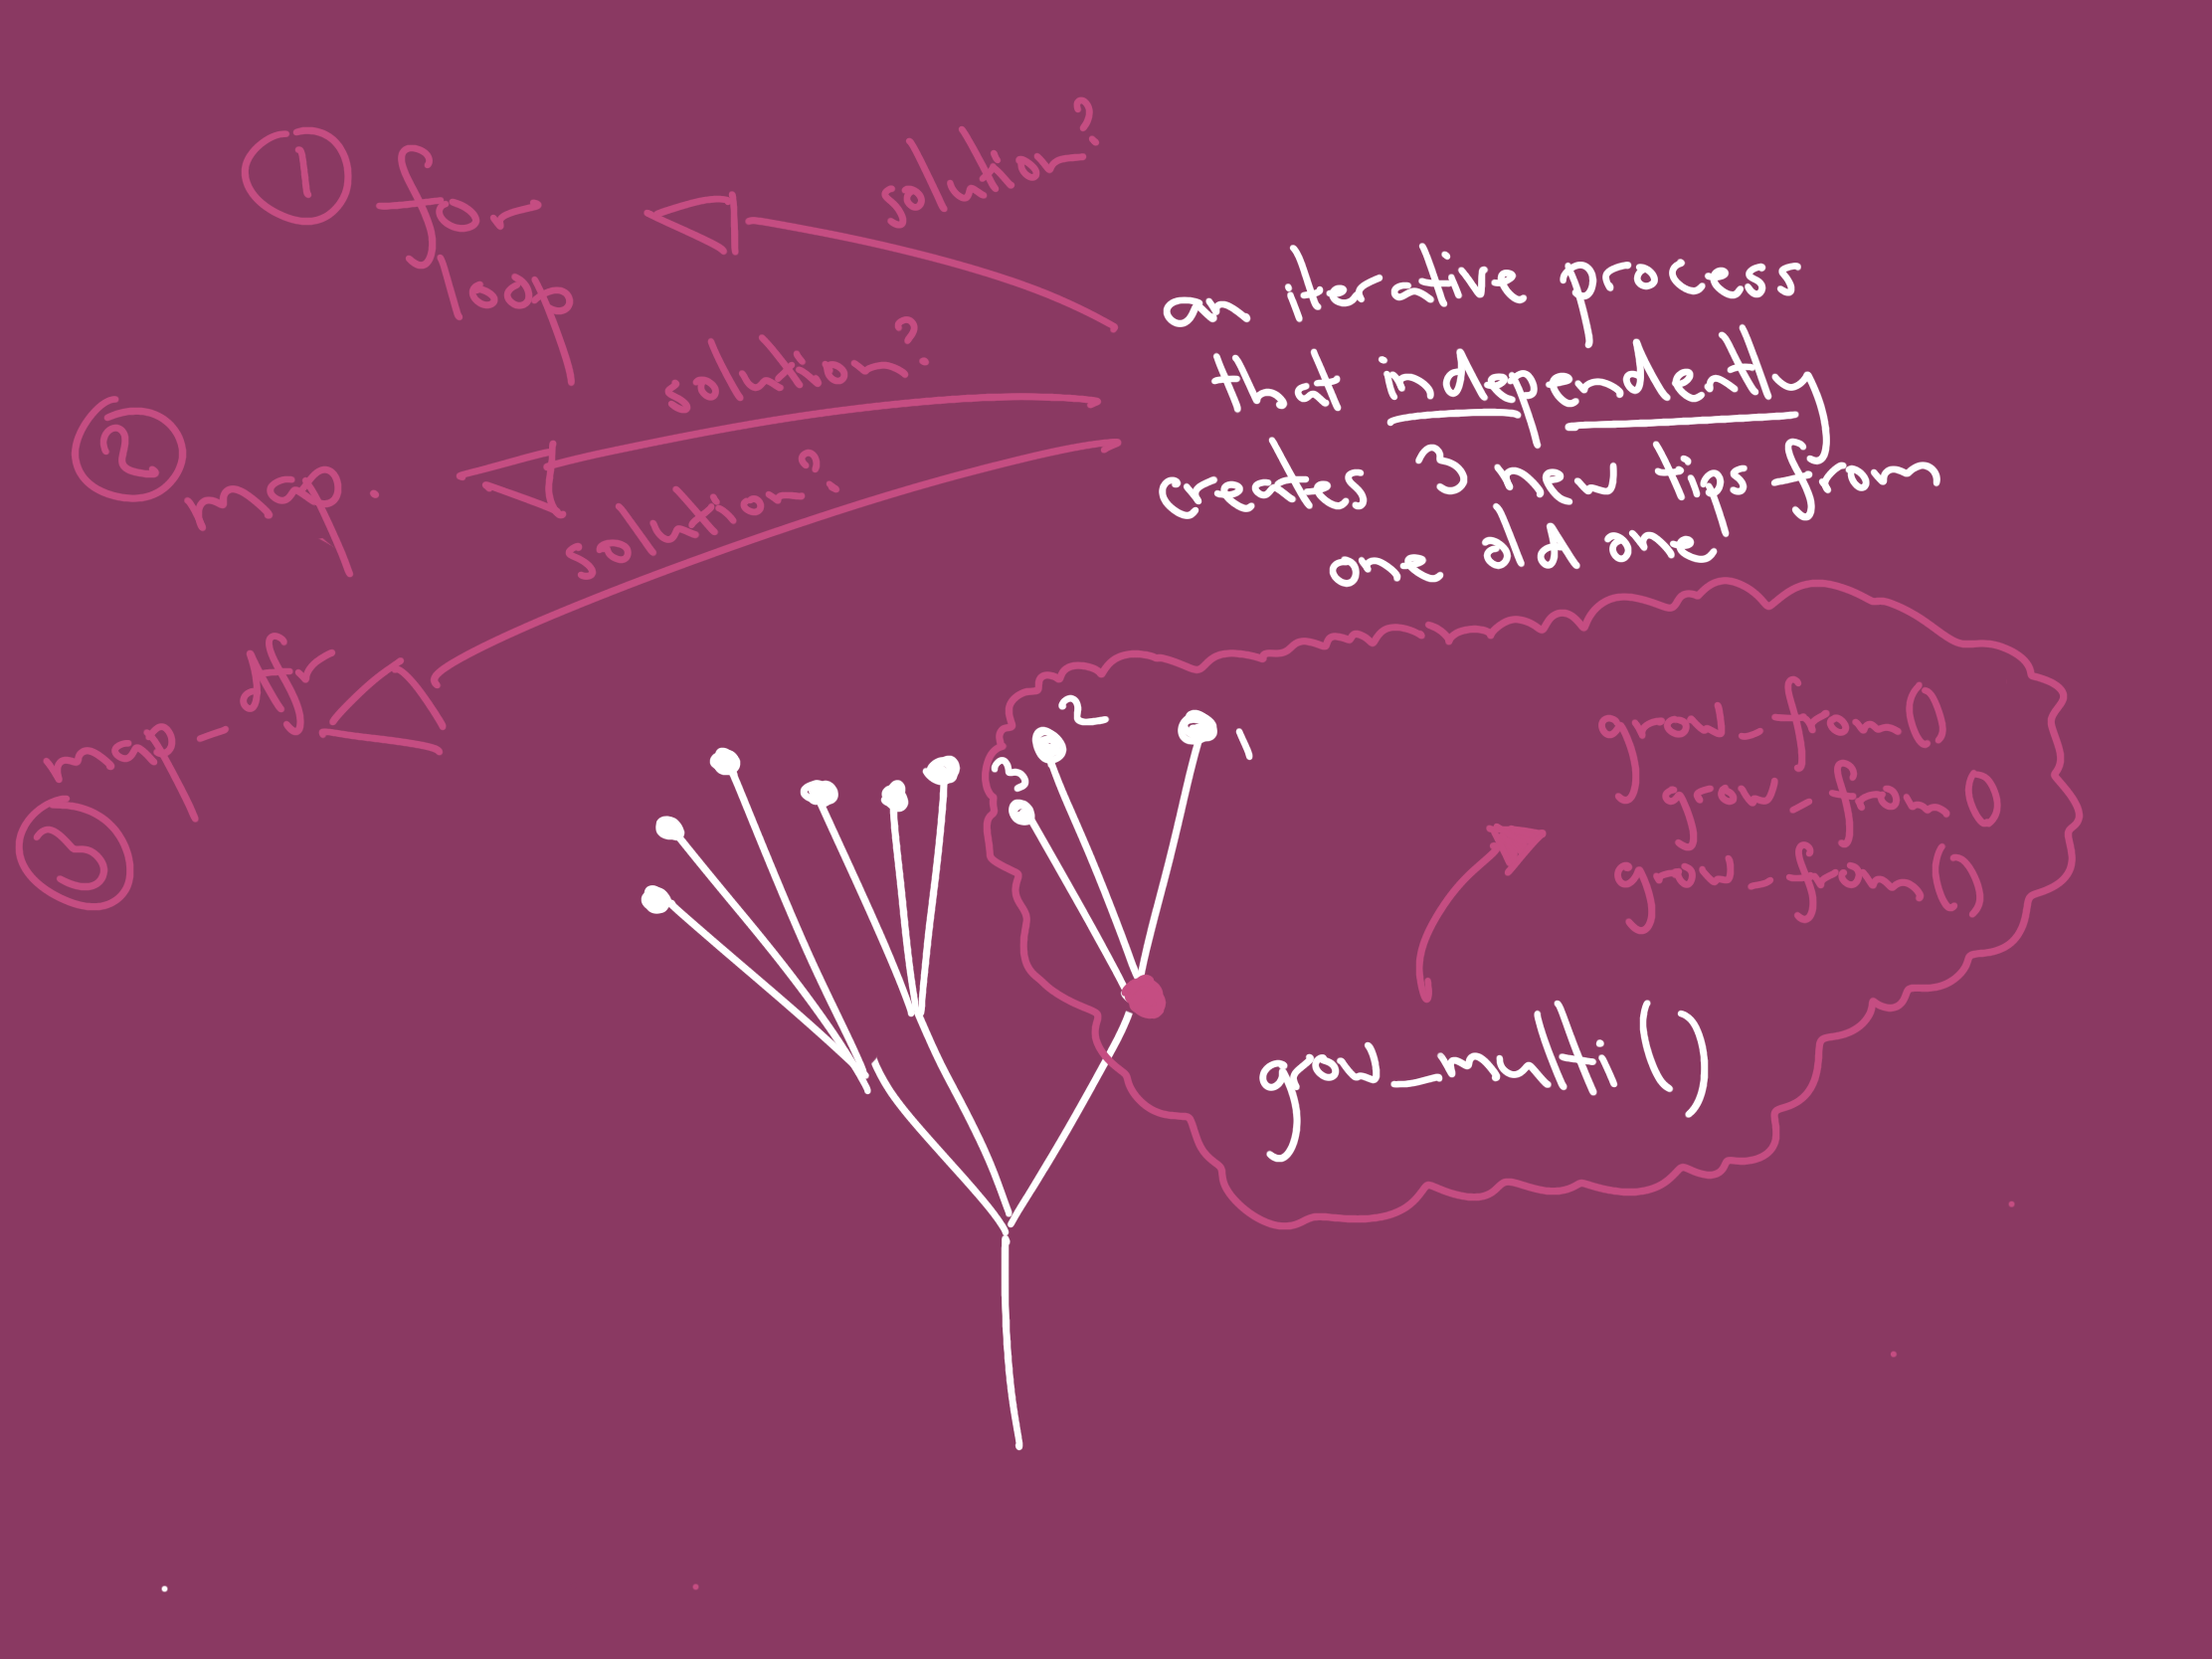 1 for loop
solution?
2 map.
solution?
3 map_dfr
solution?
an iterative process
that independently
creates 3 new tips from
one old one
grow_from()
grow_from()
grow_from()
grow_multi()
3
2
1